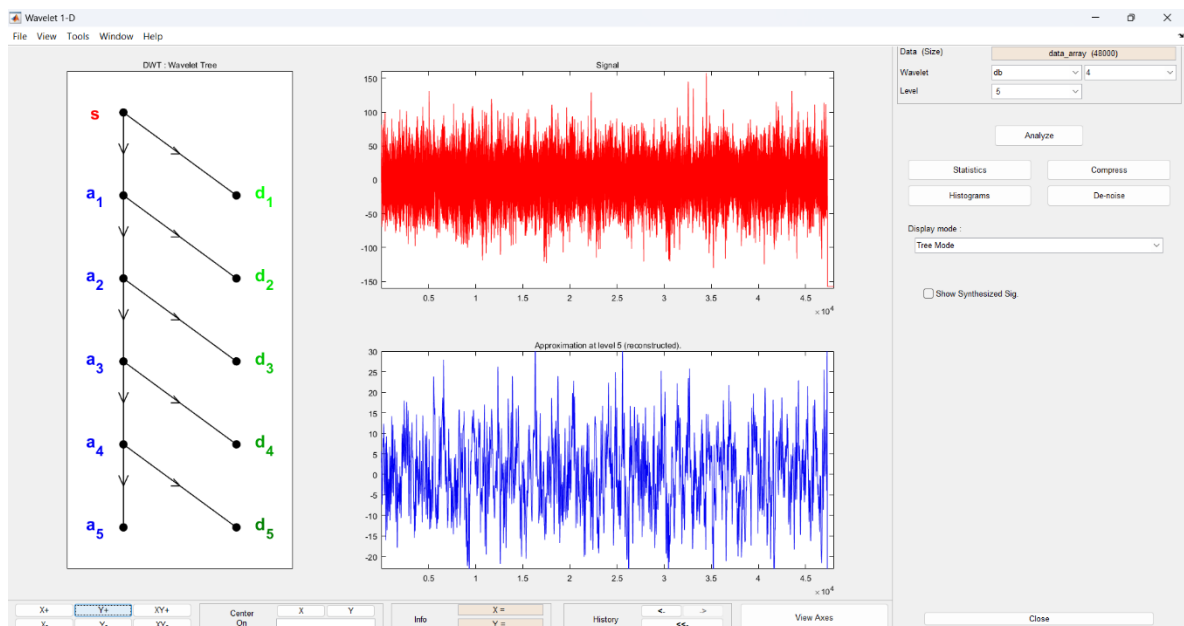 Wavelet 1-D
File View Tools Window Help
DWT : Wavelet Tree
s
a1 d1
a2 d2
a3 d3
a4 d4
a5 d5
Signal
150
100
50
0
-50
-100
-150
0.5 1 1.5 2 2.5 3 3.5 4 4.5
×10^4
Approximation at level 5 (reconstructed).
30
25
20
15
10
5
0
-5
-10
-15
-20
0.5 1 1.5 2 2.5 3 3.5 4 4.5
×10^4
Data (Size) data_array (48000)
Wavelet db 4
Level 5
Analyze
Statistics Compress
Histograms De-noise
Display mode :
Tree Mode
Show Synthesized Sig.
X+ Y+ XY+
X- Y- XY-
Center
On
X Y
Info
X =
Y =
History
<- ->
<<-
View Axes
Close